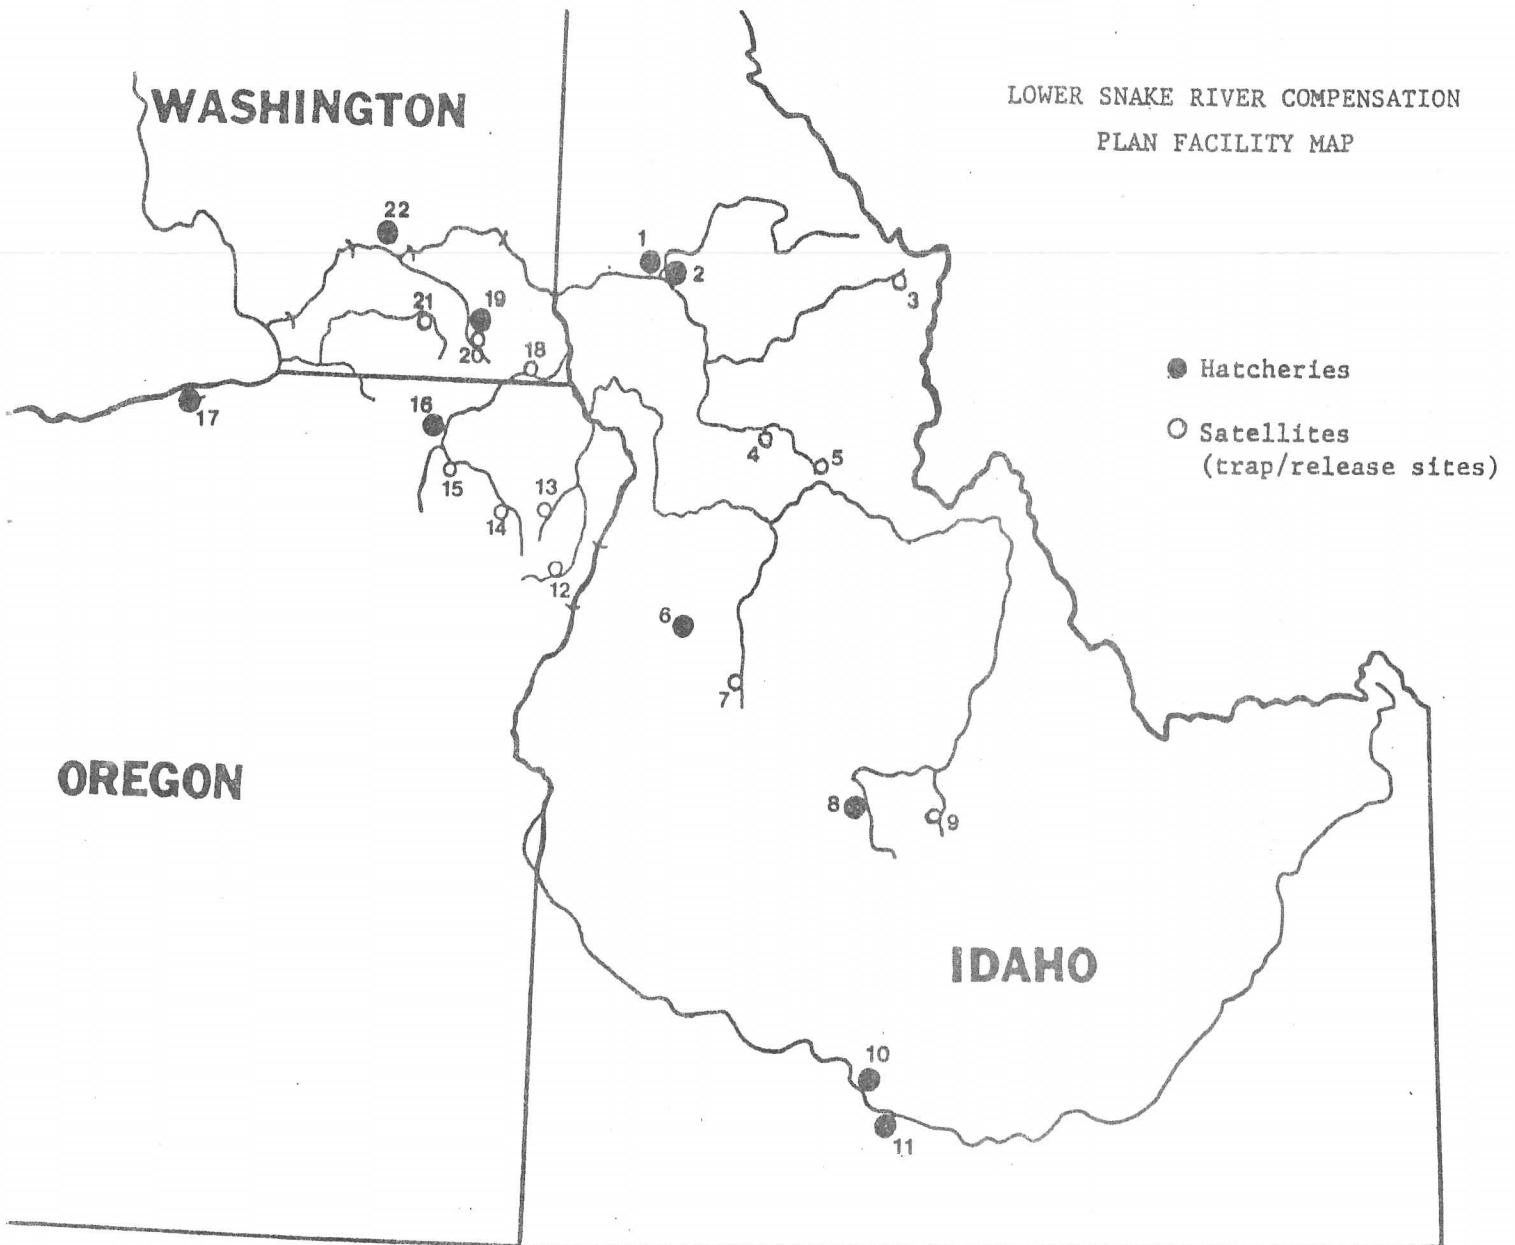 WASHINGTON
LOWER SNAKE RIVER COMPENSATION
PLAN FACILITY MAP
22
1
2
3
19
21
20
18
Hatcheries
17
16
Satellites
(trap/release sites)
4
5
15
13
14
12
6
7
OREGON
8
9
IDAHO
10
11